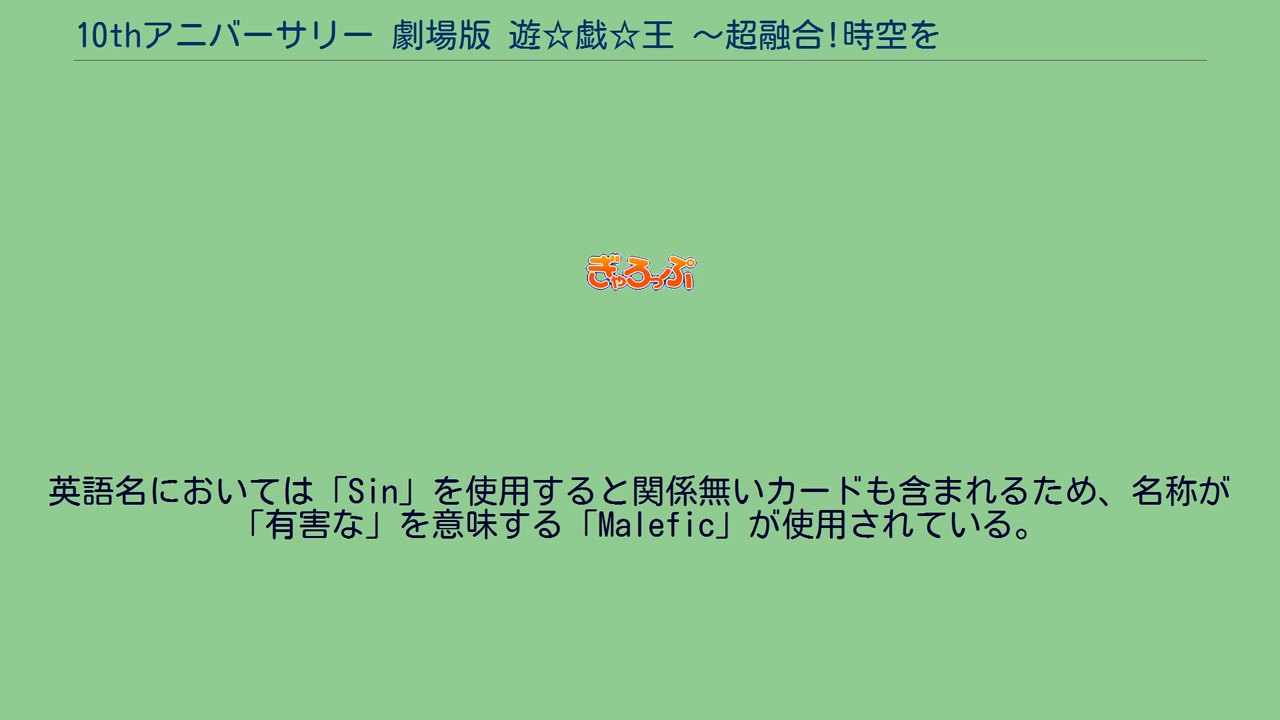 10thアニバーサリー 劇場版 遊☆戯☆王 ～超融合!時空を
ぎゃろっぷ
英語名においては「Sin」を使用すると関係無いカードも含まれるため、名称が
「有害な」を意味する「Malefic」が使用されている。